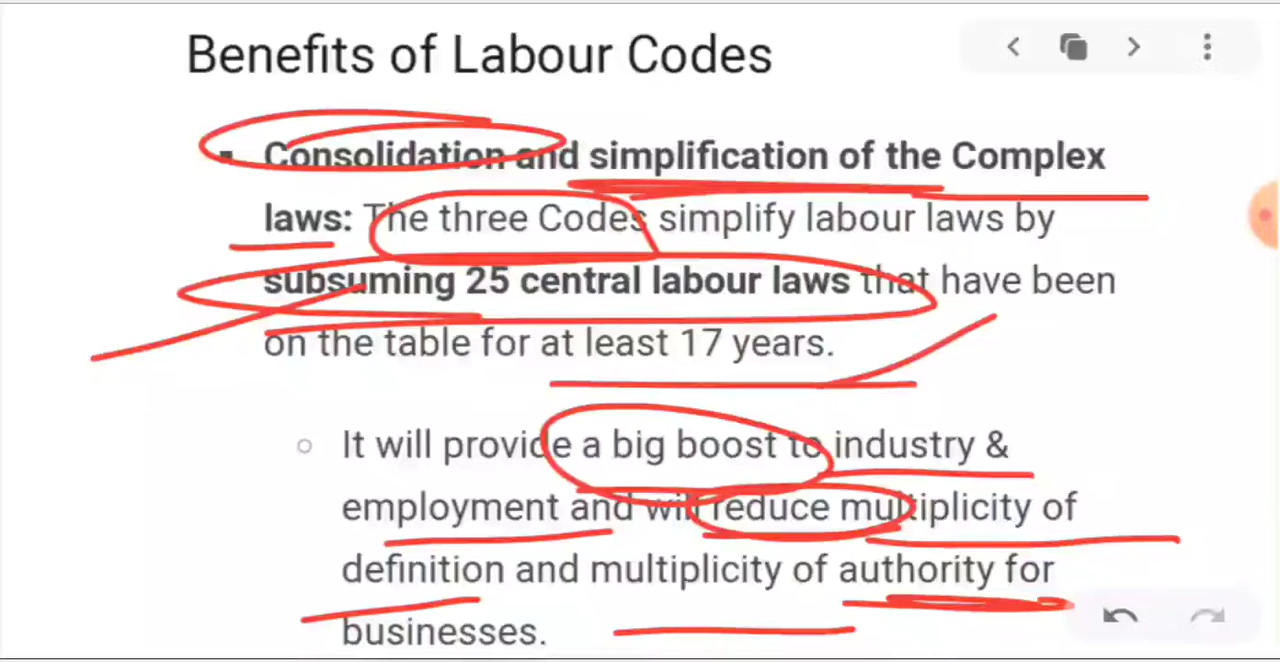 Benefits of Labour Codes
Consolidation and simplification of the Complex
laws: The three Codes simplify labour laws by
subsuming 25 central labour laws that have been
on the table for at least 17 years.
It will provide a big boost to industry &
employment and will reduce multiplicity of
definition and multiplicity of authority for
businesses.